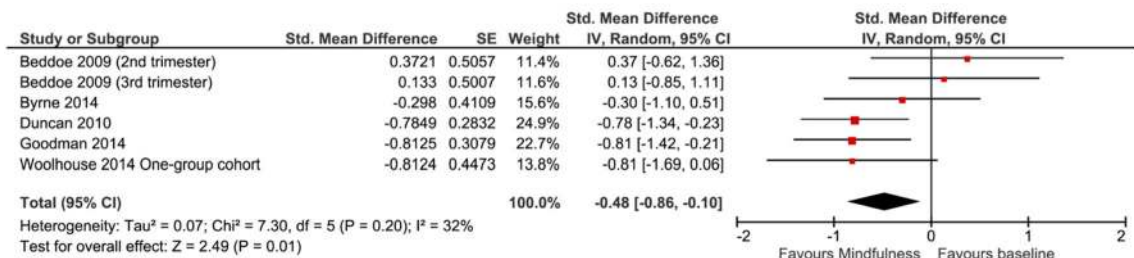 Std. Mean Difference Std. Mean Difference
Study or Subgroup Std. Mean Difference SE Weight IV, Random, 95% CI IV, Random, 95% CI
Beddoe 2009 (2nd trimester) 0.3721 0.5057 11.4% 0.37 [-0.62, 1.36]
Beddoe 2009 (3rd trimester) 0.133 0.5007 11.6% 0.13 [-0.85, 1.11]
Byrne 2014 -0.298 0.4109 15.6% -0.30 [-1.10, 0.51]
Duncan 2010 -0.7849 0.2832 24.9% -0.78 [-1.34, -0.23]
Goodman 2014 -0.8125 0.3079 22.7% -0.81 [-1.42, -0.21]
Woolhouse 2014 One-group cohort -0.8124 0.4473 13.8% -0.81 [-1.69, 0.06]
Total (95% CI) 100.0% -0.48 [-0.86, -0.10]
Heterogeneity: Tau² = 0.07; Chi² = 7.30, df = 5 (P = 0.20); I² = 32%
Test for overall effect: Z = 2.49 (P = 0.01)
-2 -1 0 1 2
Favours Mindfulness Favours baseline